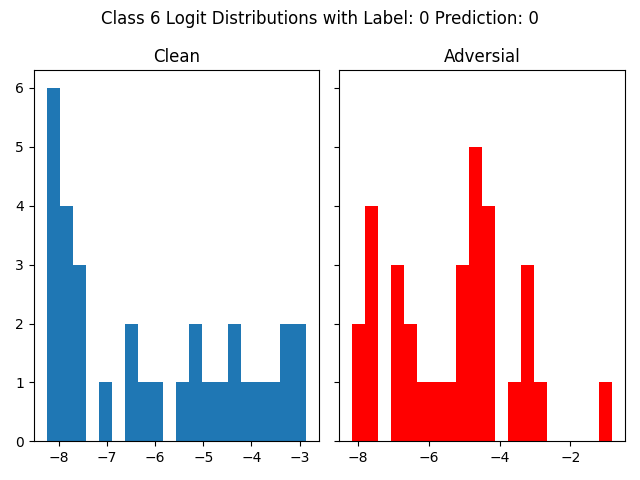 Class 6 Logit Distributions with Label: 0 Prediction: 0
Clean
Adversial
6
5
4
3
2
1
0
−8 −7 −6 −5 −4 −3
−8 −6 −4 −2